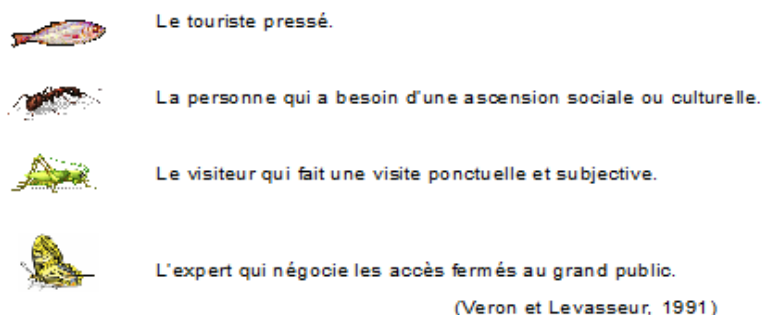 Le touriste pressé.
La personne qui a besoin d'une ascension sociale ou culturelle.
Le visiteur qui fait une visite ponctuelle et subjective.
L'expert qui négocie les accès fermés au grand public.
(Veron et Levasseur, 1991)